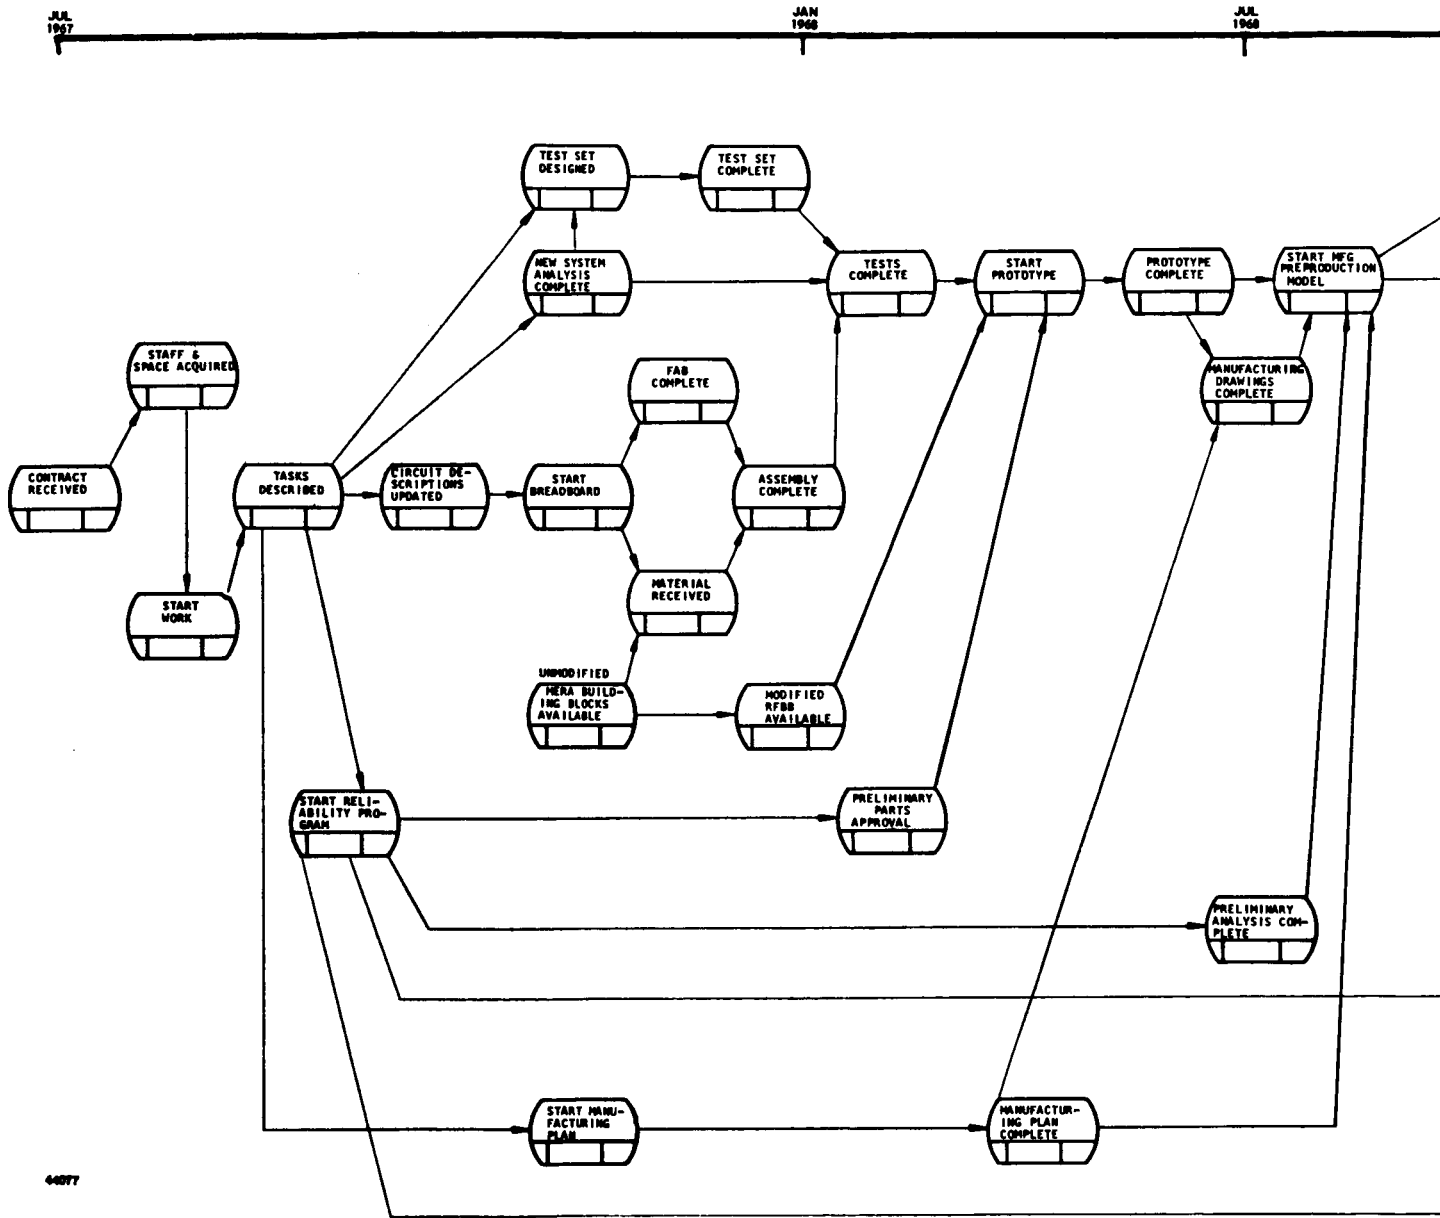 JUL
1967
JAN
1968
JUL
1968
TEST SET
DESIGNED
TEST SET
COMPLETE
NEW SYSTEM
ANALYSIS
COMPLETE
TESTS
COMPLETE
START
PROTOTYPE
PROTOTYPE
COMPLETE
START MFG
PREPRODUCTION
MODEL
STAFF &
SPACE ACQUIRED
FAB
COMPLETE
MANUFACTURING
DRAWINGS
COMPLETE
CONTRACT
RECEIVED
TASKS
DESCRIBED
CIRCUIT DE-
SCRIPTIONS
UPDATED
START
BREADBOARD
ASSEMBLY
COMPLETE
START
WORK
MATERIAL
RECEIVED
UNMODIFIED
MERA BUILD-
ING BLOCKS
AVAILABLE
MODIFIED
RFBB
AVAILABLE
START RELI-
ABILITY PRO-
GRAM
PRELIMINARY
PARTS
APPROVAL
PRELIMINARY
ANALYSIS COM-
PLETE
START MANU-
FACTURING
PLAN
MANUFACTUR-
ING PLAN
COMPLETE
44077